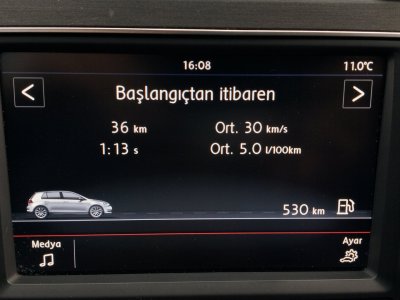 16:08 11.0°C
< Başlangıçtan itibaren >
36 km Ort. 30 km/s
1:13 s Ort. 5.0 l/100km
530 km
Medya Ayar